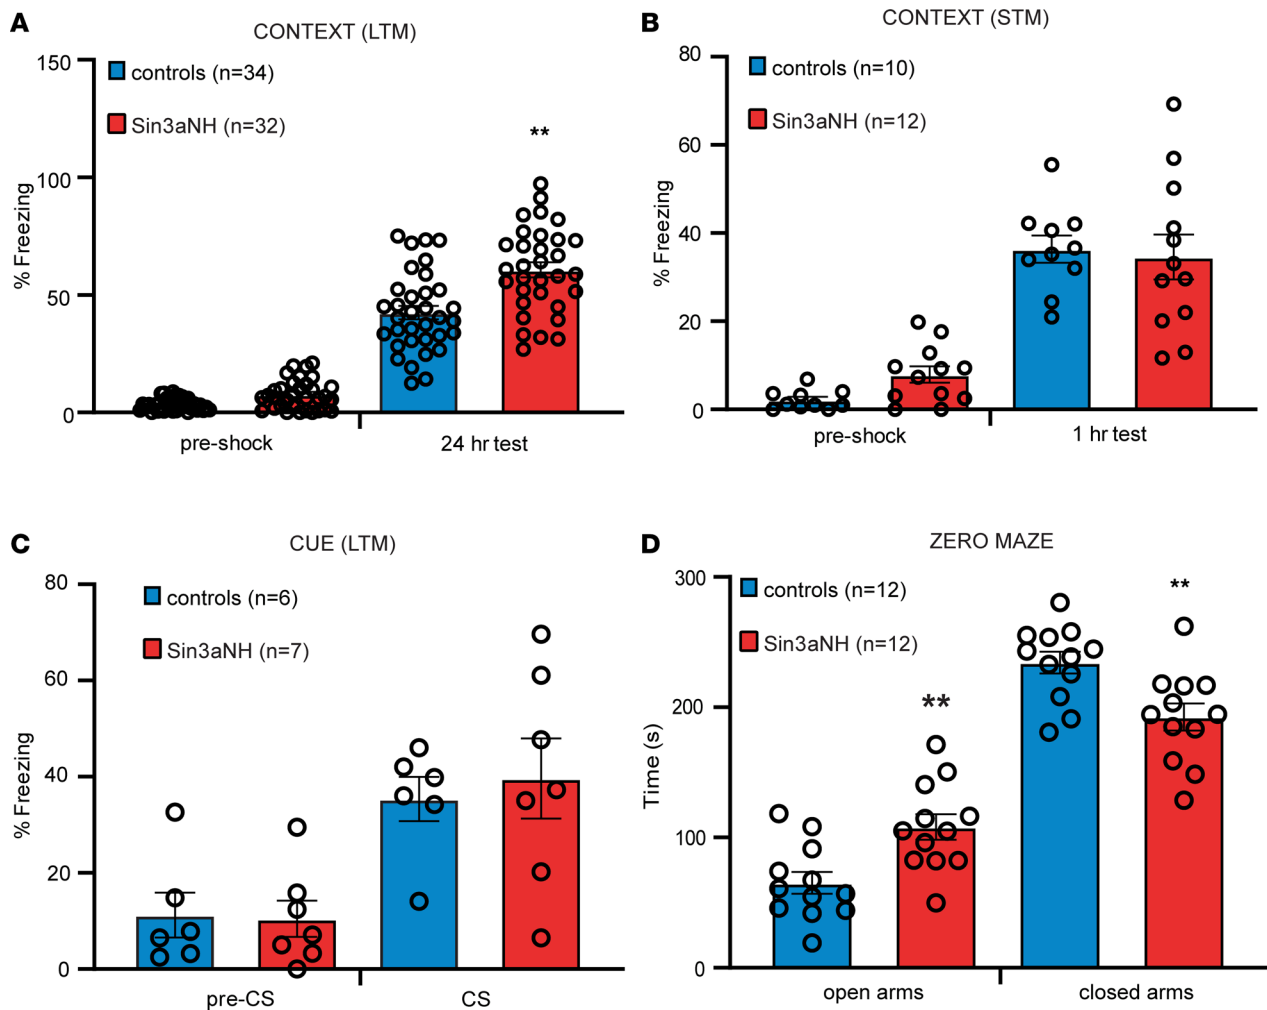 A
CONTEXT (LTM)
150
100
50
0
% Freezing
controls (n=34)
Sin3aNH (n=32)
**
pre-shock
24 hr test
B
CONTEXT (STM)
80
60
40
20
0
% Freezing
controls (n=10)
Sin3aNH (n=12)
pre-shock
1 hr test
C
CUE (LTM)
80
60
40
20
0
% Freezing
controls (n=6)
Sin3aNH (n=7)
pre-CS
CS
D
ZERO MAZE
300
200
100
0
Time (s)
controls (n=12)
Sin3aNH (n=12)
**
**
open arms
closed arms